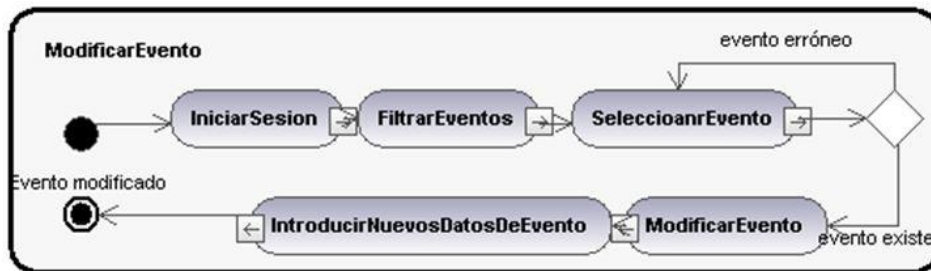 ModificarEvento
evento erróneo
IniciarSesion
FiltrarEventos
SeleccioanrEvento
Evento modificado
IntroducirNuevosDatosDeEvento
ModificarEvento
evento existe